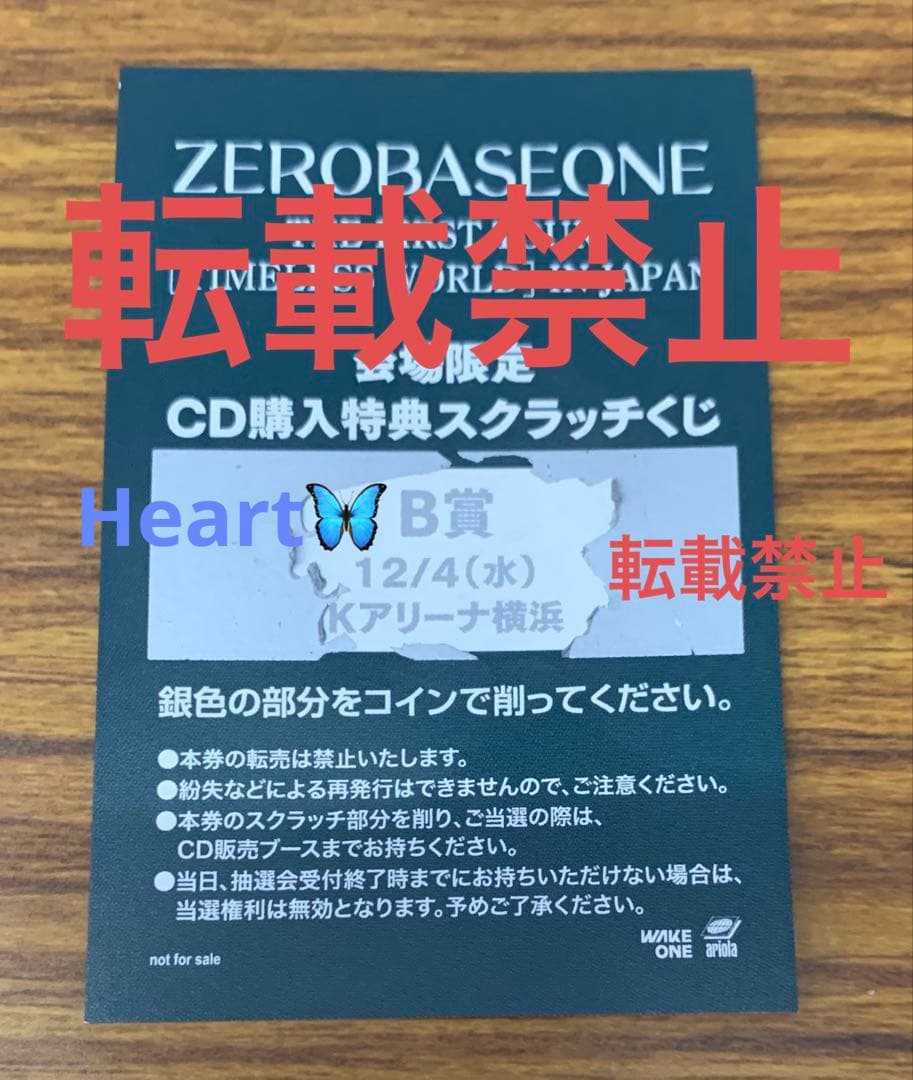 ZEROBASEONE
THE FIRST TOUR
[TIMELESS WORLD] IN JAPAN
転載禁止
会場限定
CD購入特典スクラッチくじ
Heart🦋
B賞
12/4(水)
Kアリーナ横浜
転載禁止
銀色の部分をコインで削ってください。
●本券の転売は禁止いたします。
●紛失などによる再発行はできませんので、ご注意ください。
●本券のスクラッチ部分を削り、ご当選の際は、
CD販売ブースまでお持ちください。
●当日、抽選会受付終了時までにお持ちいただけない場合は、
当選権利は無効となります。予めご了承ください。
WAKE
ONE
ariola
not for sale